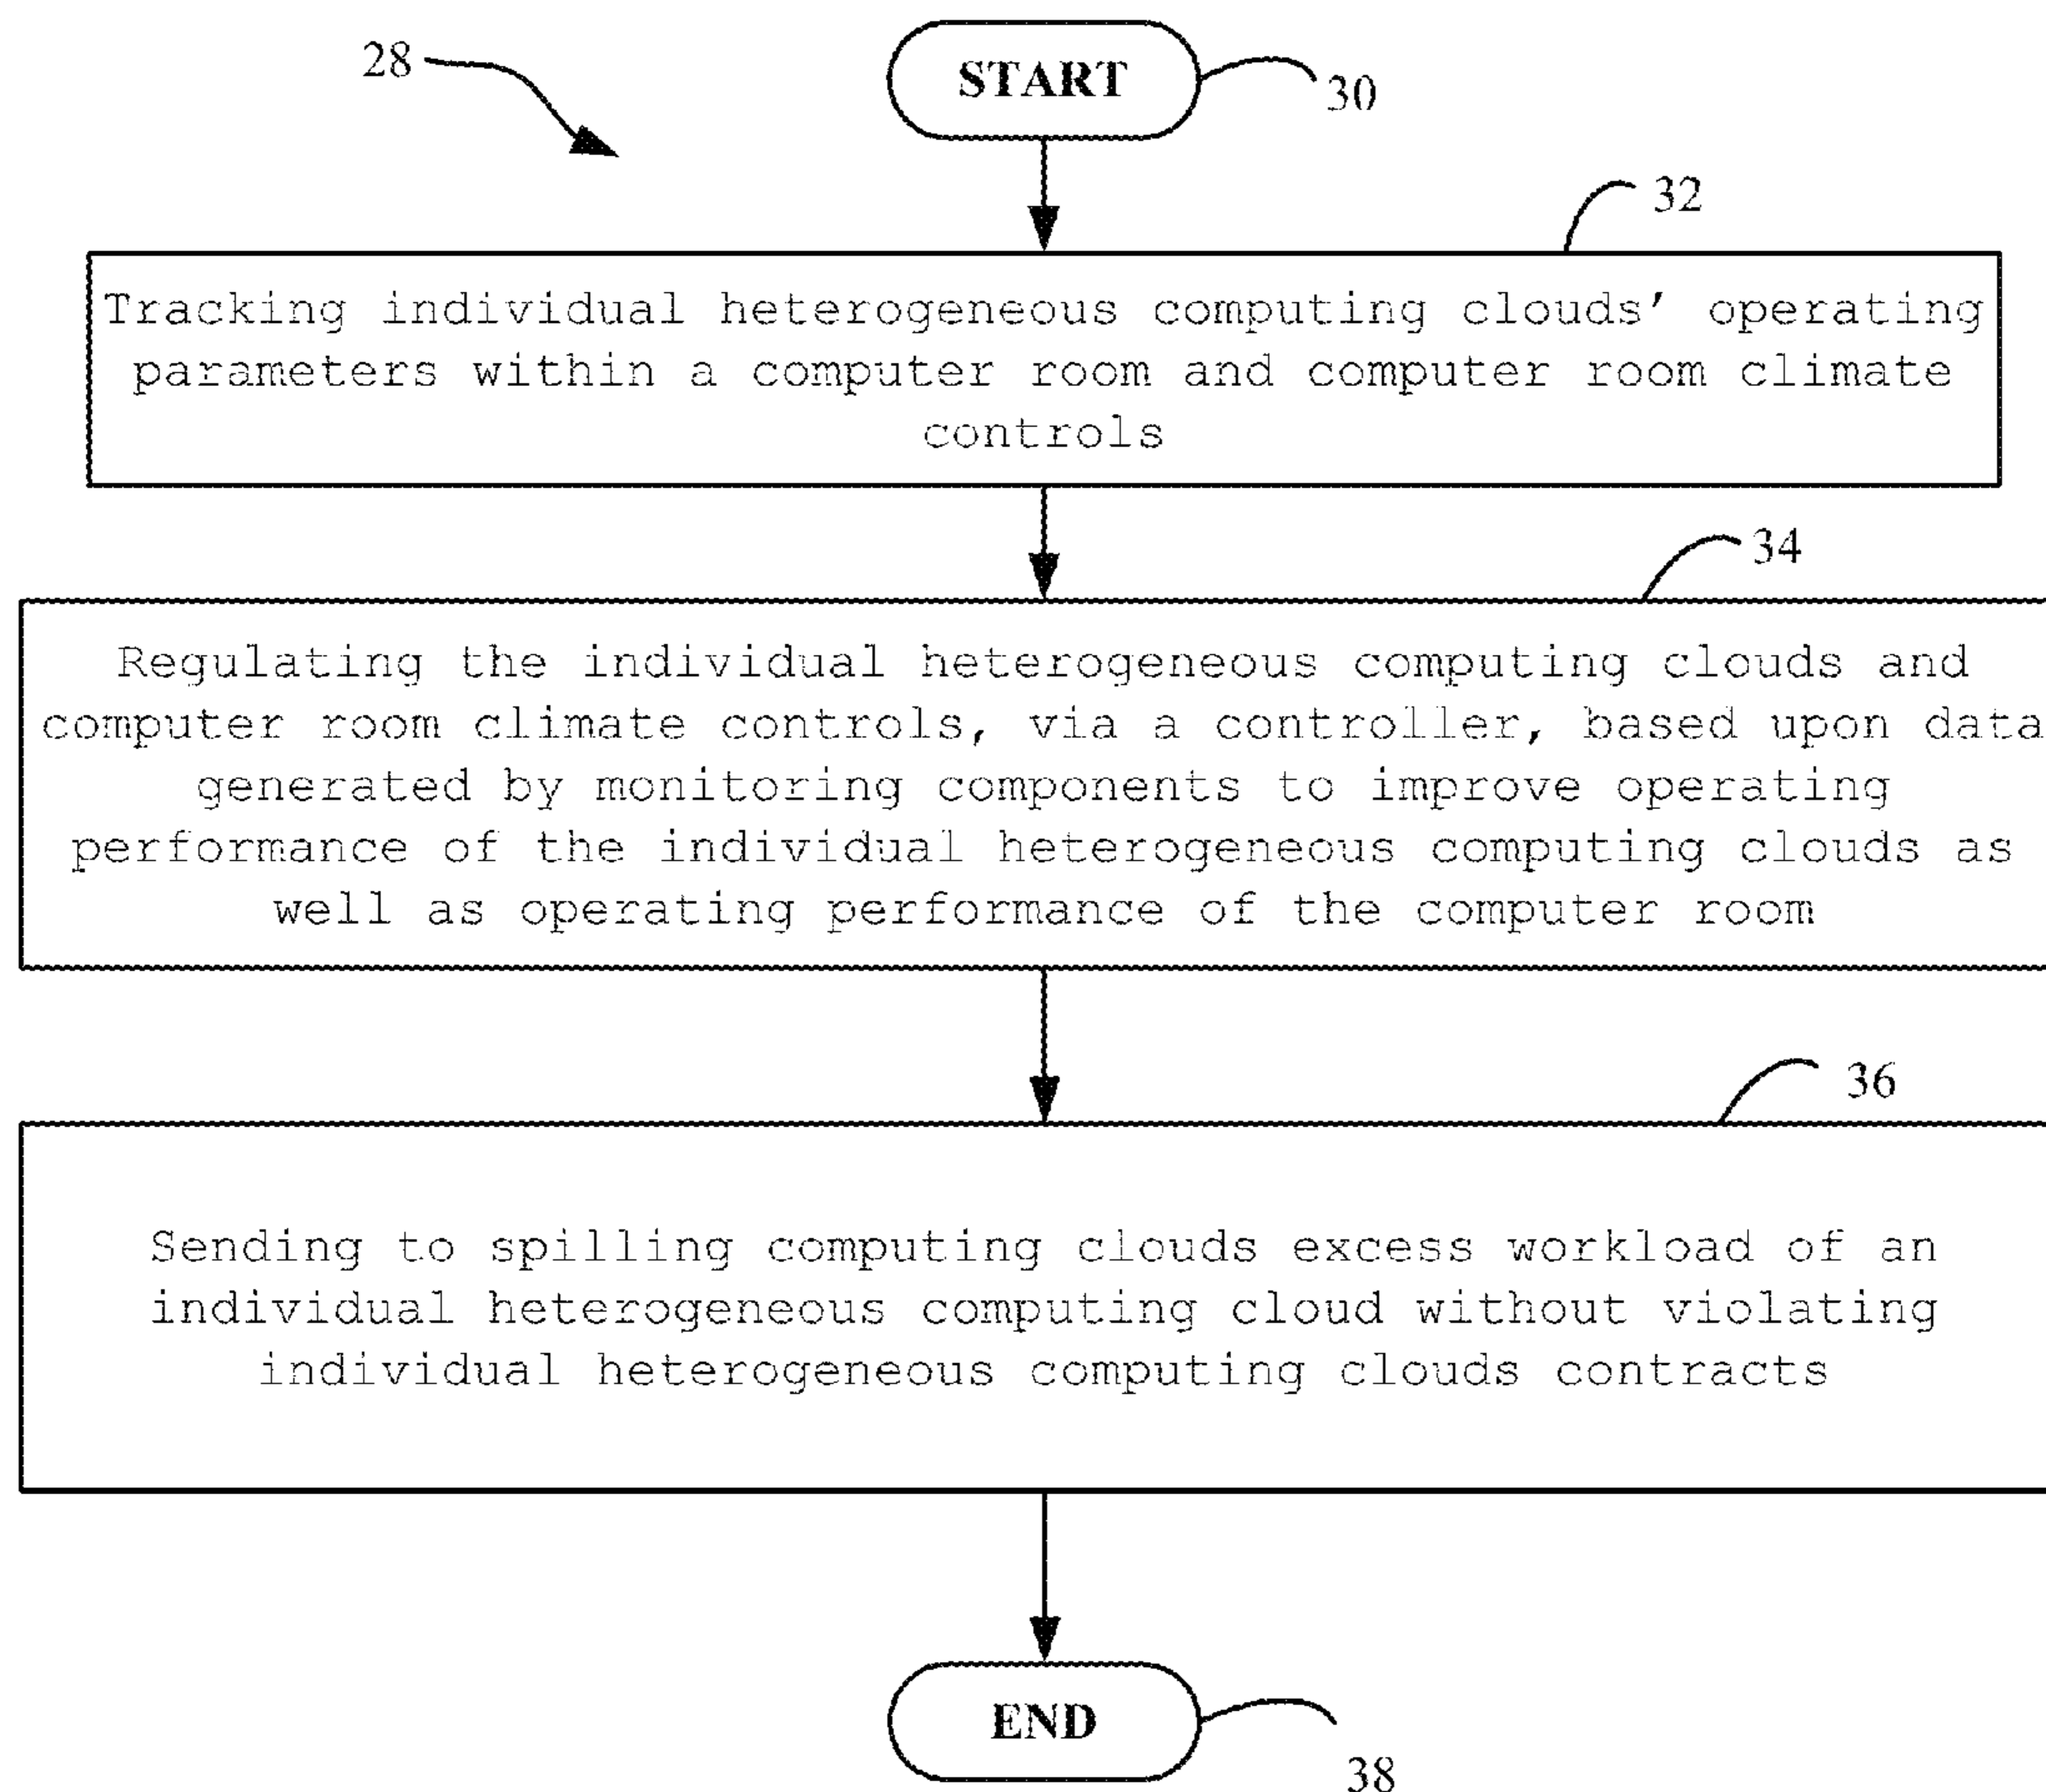 28
START
30
32
Tracking individual heterogeneous computing clouds' operating
parameters within a computer room and computer room climate
controls
34
Regulating the individual heterogeneous computing clouds and
computer room climate controls, via a controller, based upon data
generated by monitoring components to improve operating
performance of the individual heterogeneous computing clouds as
well as operating performance of the computer room
36
Sending to spilling computing clouds excess workload of an
individual heterogeneous computing cloud without violating
individual heterogeneous computing clouds contracts
END
38